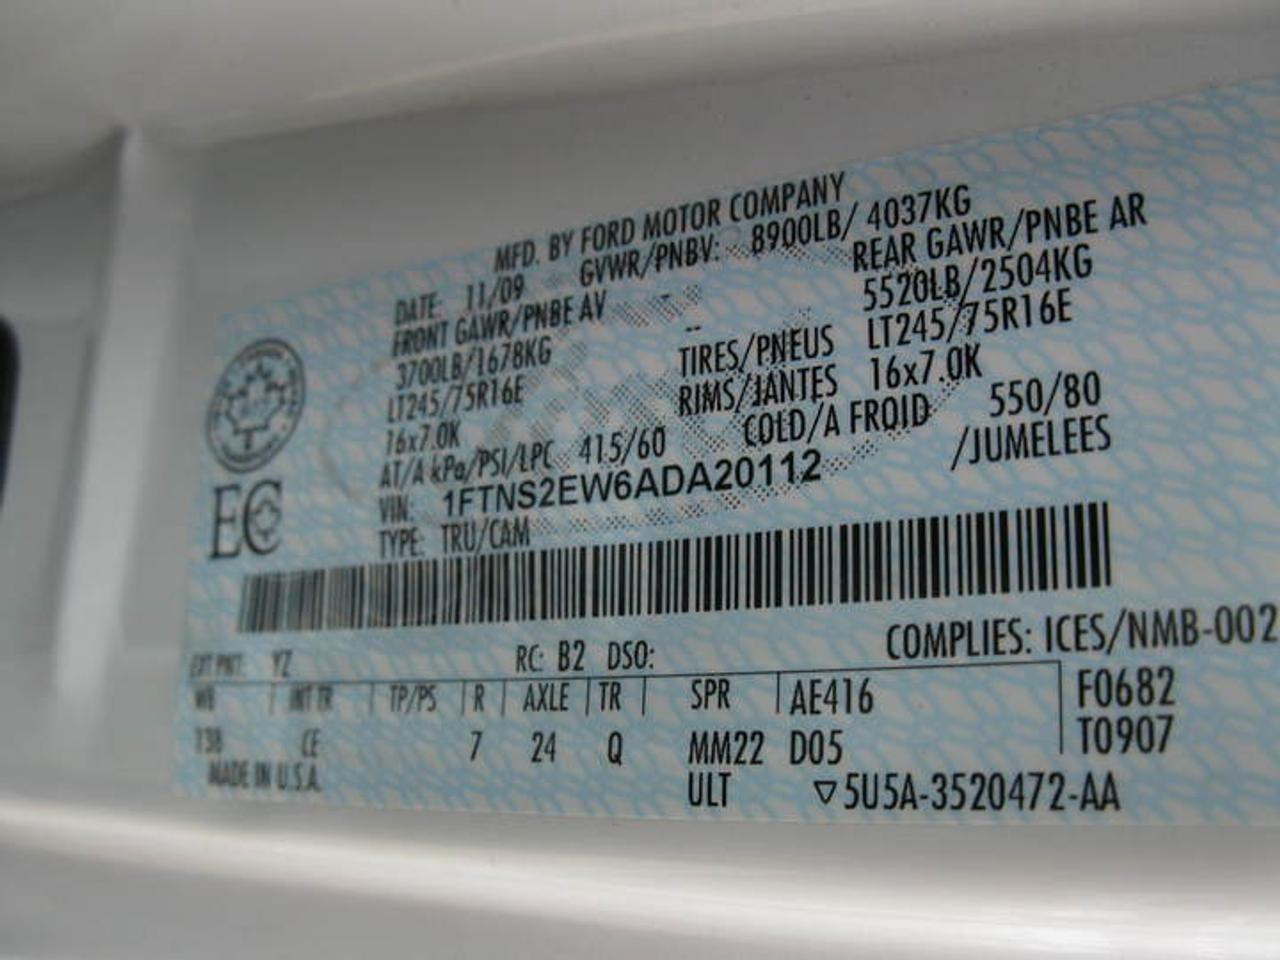 MFD. BY FORD MOTOR COMPANY
DATE: 11/09 GVWR/PNBV: 8900LB/ 4037KG
FRONT GAWR/PNBE AV REAR GAWR/PNBE AR
3700LB/1678KG -- 5520LB/2504KG
LT245/75R16E TIRES/PNEUS LT245/75R16E
16x7.0K RIMS/JANTES 16x7.0K
AT/A kPa/PSI/LPC 415/60 COLD/A FROID 550/80
VIN: 1FTNS2EW6ADA20112 /JUMELEES
TYPE: TRU/CAM
EC
COMPLIES: ICES/NMB-002
EXT PNT: YZ RC: B2 DSO:
WB INT TR TP/PS R AXLE TR SPR AE416 F0682
138 CE 7 24 Q MM22 D05 T0907
MADE IN U.S.A. ULT ▽5U5A-3520472-AA